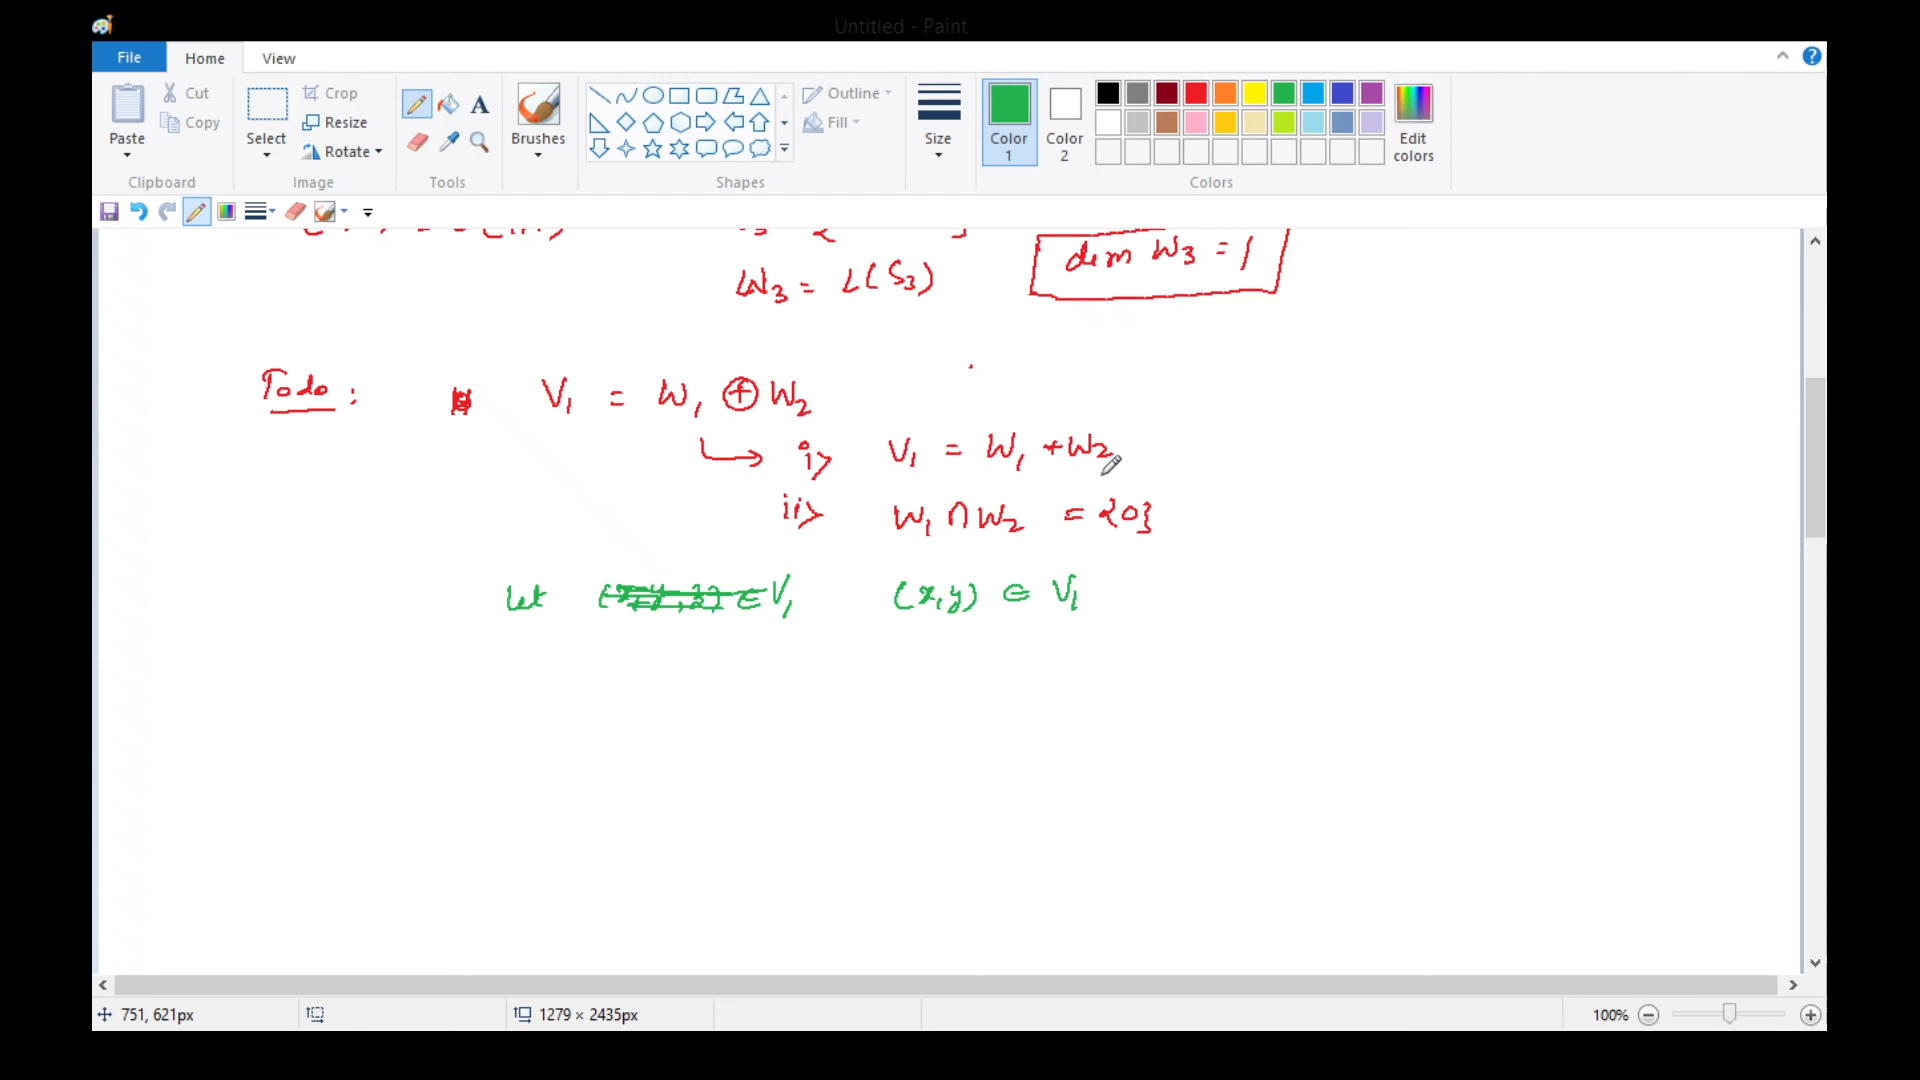 Untitled - Paint
File Home View
Paste Cut Copy Clipboard
Select Crop Resize Rotate Image
Tools
Brushes
Outline Fill Shapes
Size
Color 1 Color 2 Edit colors Colors
dim W₃ = 1
W₃ = L(S₃)
Todo : V₁ = W₁ ⊕ W₂
i> V₁ = W₁ + W₂
ii> W₁ ∩ W₂ = {0}
Let (x,y,z) ∈ V₁ (x,y) ∈ V₁
751, 621px 1279 × 2435px 100%